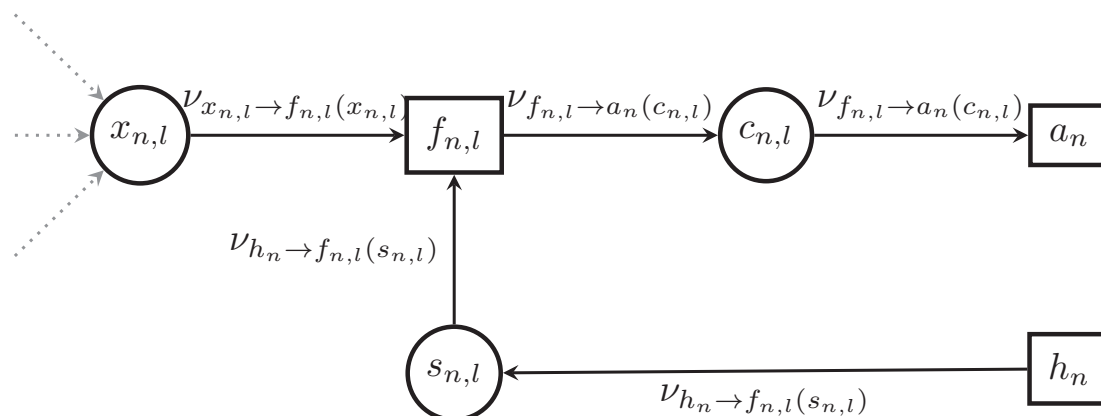 ν_{x_{n,l}→f_{n,l}(x_{n,l})} ν_{f_{n,l}→a_n(c_{n,l})} ν_{f_{n,l}→a_n(c_{n,l})}
x_{n,l} f_{n,l} c_{n,l} a_n
ν_{h_n→f_{n,l}(s_{n,l})}
s_{n,l} h_n
ν_{h_n→f_{n,l}(s_{n,l})}